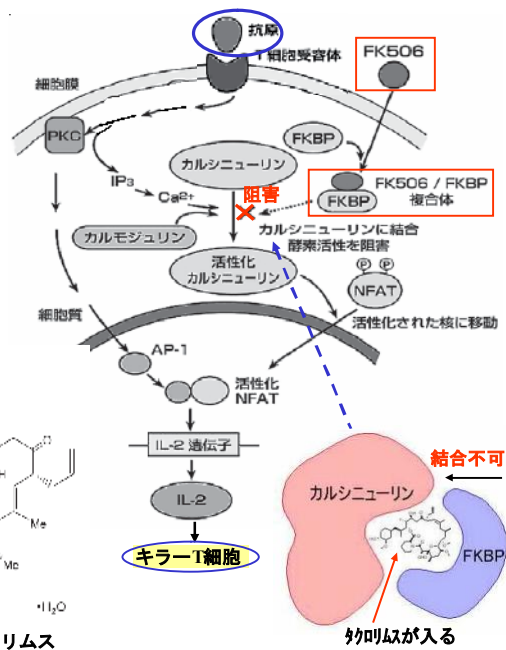 抗原
T細胞受容体
FK506
細胞膜
PKC
FKBP
カルシニューリン
IP3
Ca2+
阻害
FKBP
FK506 / FKBP
複合体
カルモジュリン
カルシニューリンに結合
酵素活性を阻害
活性化
カルシニューリン
P P
NFAT
細胞質
活性化された核に移動
AP-1
活性化
NFAT
IL-2 遺伝子
IL-2
キラーT細胞
結合不可
カルシニューリン
FKBP
タクロリムスが入る
O
H
Me
Me
•H2O
リムス